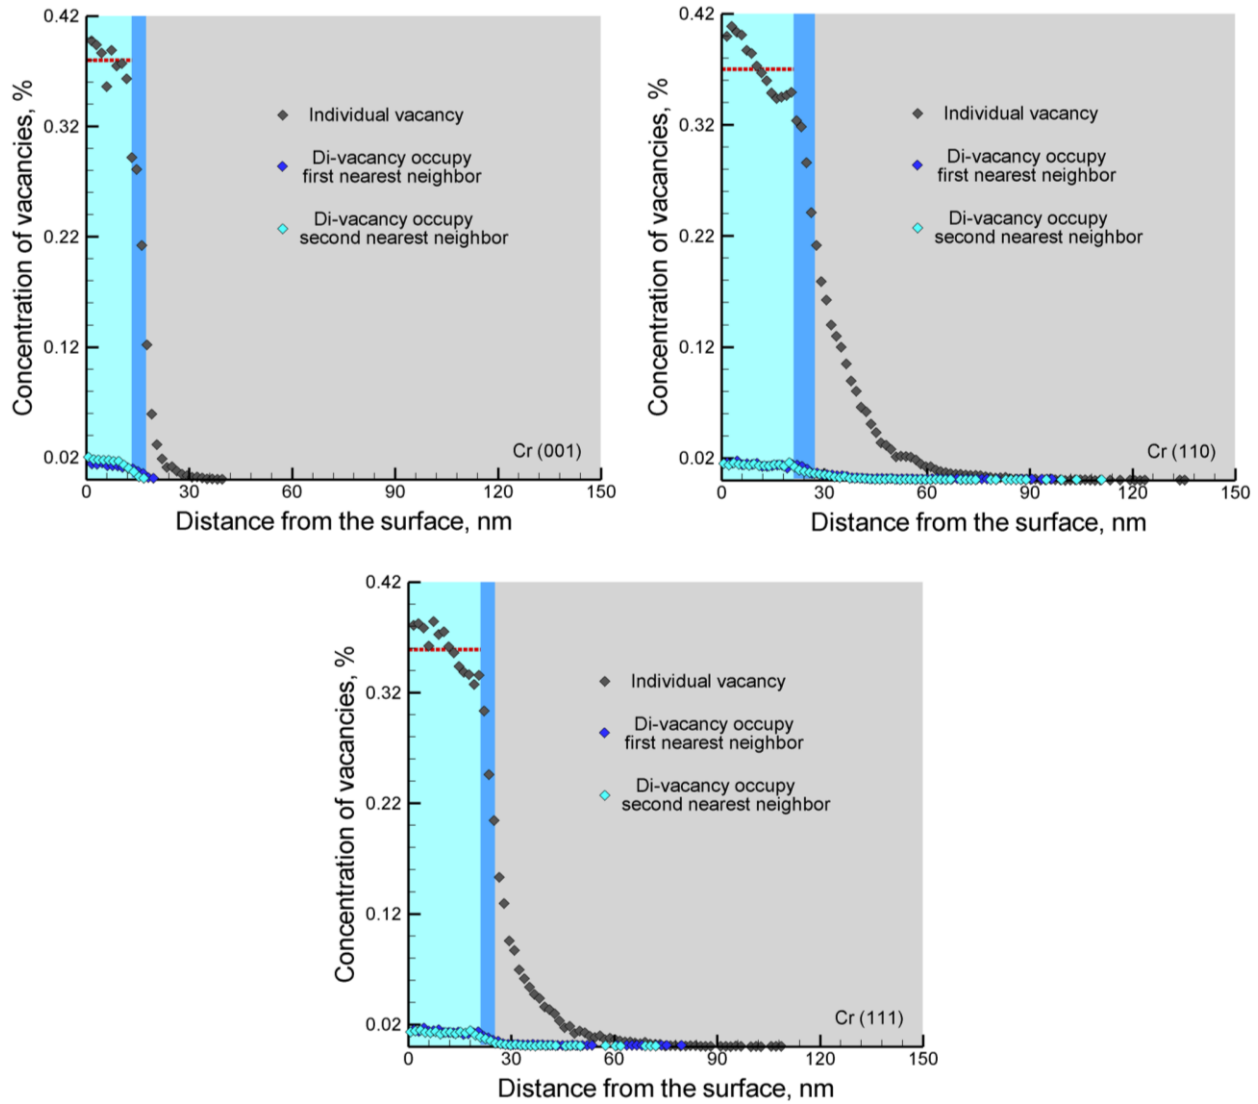 0.42
0.32
0.22
0.12
0.02
Concentration of vacancies, %
Individual vacancy
Di-vacancy occupy
first nearest neighbor
Di-vacancy occupy
second nearest neighbor
Cr (001)
0 30 60 90 120 150
Distance from the surface, nm
0.42
0.32
0.22
0.12
0.02
Concentration of vacancies, %
Individual vacancy
Di-vacancy occupy
first nearest neighbor
Di-vacancy occupy
second nearest neighbor
Cr (110)
0 30 60 90 120 150
Distance from the surface, nm
0.42
0.32
0.22
0.12
0.02
Concentration of vacancies, %
Individual vacancy
Di-vacancy occupy
first nearest neighbor
Di-vacancy occupy
second nearest neighbor
Cr (111)
0 30 60 90 120 150
Distance from the surface, nm